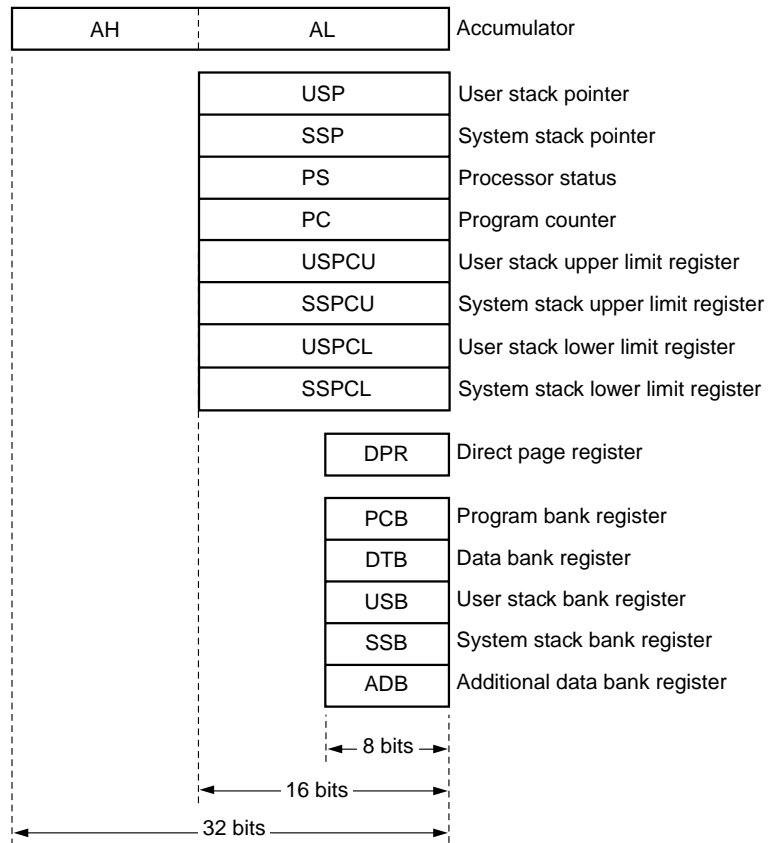 AH AL Accumulator
USP User stack pointer
SSP System stack pointer
PS Processor status
PC Program counter
USPCU User stack upper limit register
SSPCU System stack upper limit register
USPCL User stack lower limit register
SSPCL System stack lower limit register
DPR Direct page register
PCB Program bank register
DTB Data bank register
USB User stack bank register
SSB System stack bank register
ADB Additional data bank register
8 bits
16 bits
32 bits